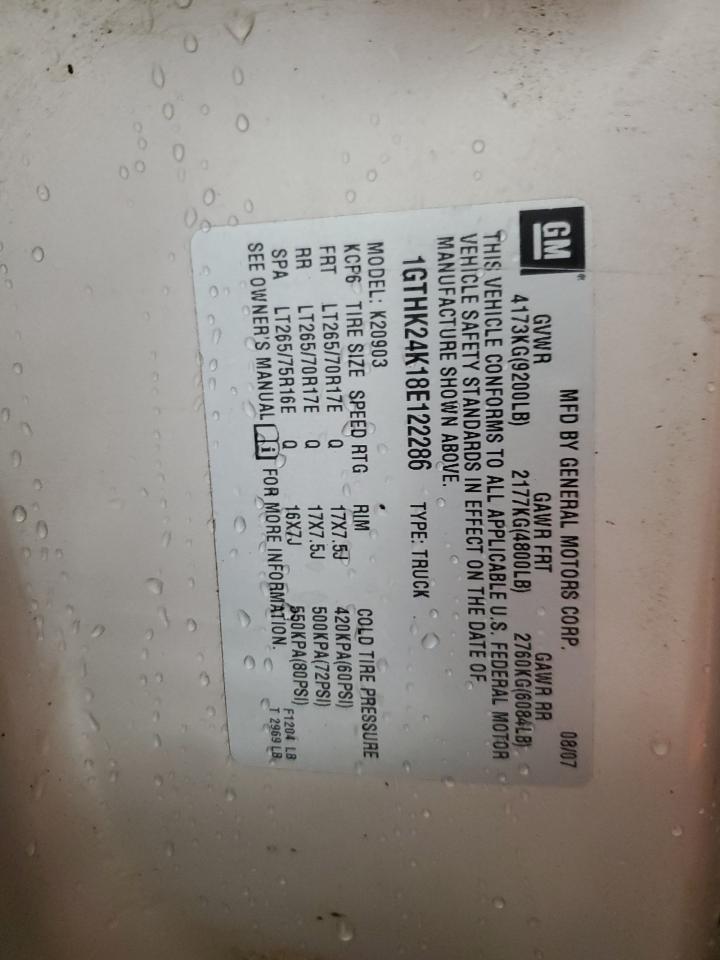 GM®
MFD BY GENERAL MOTORS CORP. 08/07
GVWR GAWR FRT GAWR RR
4173KG(9200LB) 2177KG(4800LB) 2760KG(6084LB)
THIS VEHICLE CONFORMS TO ALL APPLICABLE U.S. FEDERAL MOTOR
VEHICLE SAFETY STANDARDS IN EFFECT ON THE DATE OF
MANUFACTURE SHOWN ABOVE.
1GTHK24K18E122286 TYPE: TRUCK
MODEL: K20903
KCP6 TIRE SIZE SPEED RTG RIM COLD TIRE PRESSURE
FRT LT265/70R17E Q 17X7.5J 420KPA(60PSI)
RR LT265/70R17E Q 17X7.5J 500KPA(72PSI)
SPA LT265/75R16E Q 16X7J 550KPA(80PSI)
SEE OWNER'S MANUAL i FOR MORE INFORMATION.
F1204 LB
T 2969 LB